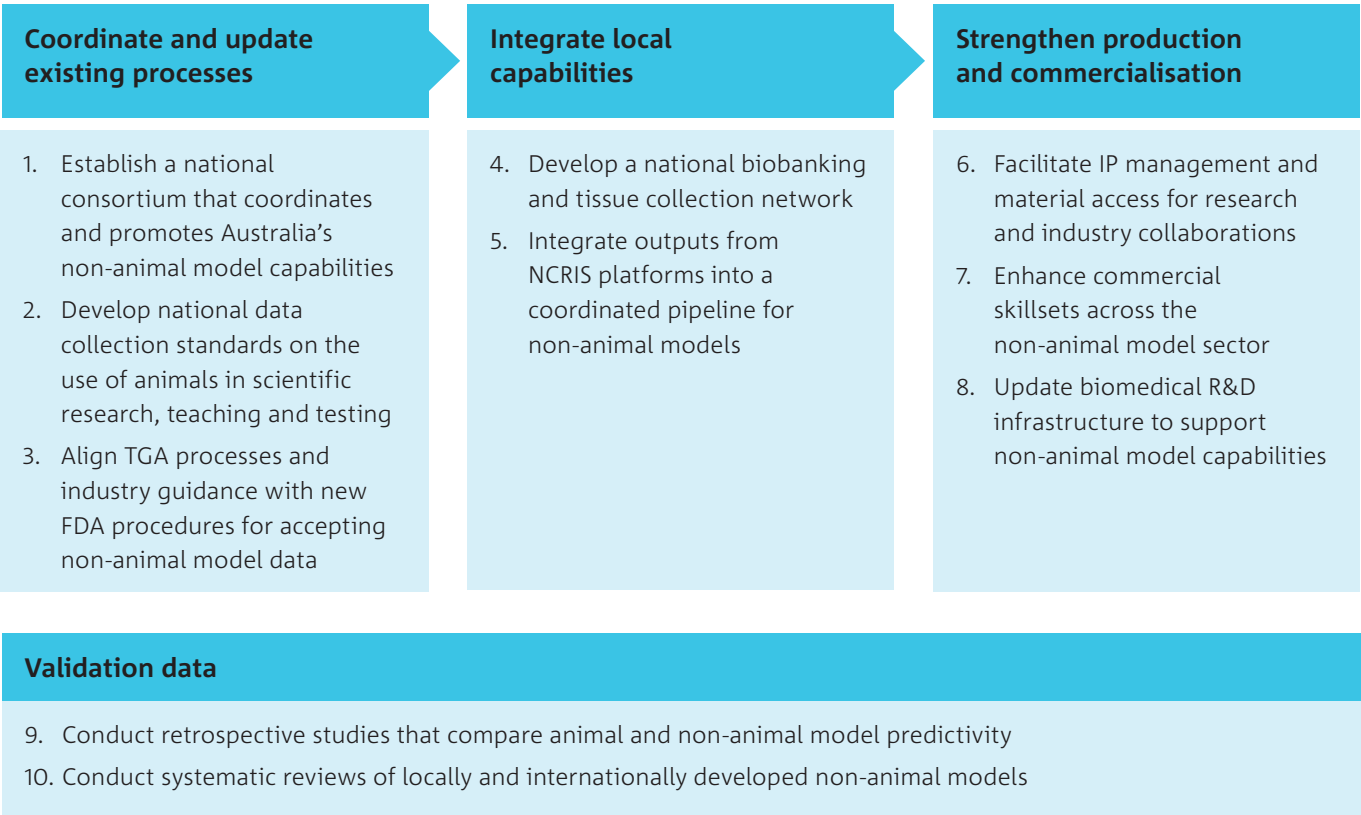 Coordinate and update
existing processes
1. Establish a national
consortium that coordinates
and promotes Australia's
non-animal model capabilities
2. Develop national data
collection standards on the
use of animals in scientific
research, teaching and testing
3. Align TGA processes and
industry guidance with new
FDA procedures for accepting
non-animal model data
Integrate local
capabilities
4. Develop a national biobanking
and tissue collection network
5. Integrate outputs from
NCRIS platforms into a
coordinated pipeline for
non-animal models
Strengthen production
and commercialisation
6. Facilitate IP management and
material access for research
and industry collaborations
7. Enhance commercial
skillsets across the
non-animal model sector
8. Update biomedical R&D
infrastructure to support
non-animal model capabilities
Validation data
9. Conduct retrospective studies that compare animal and non-animal model predictivity
10. Conduct systematic reviews of locally and internationally developed non-animal models